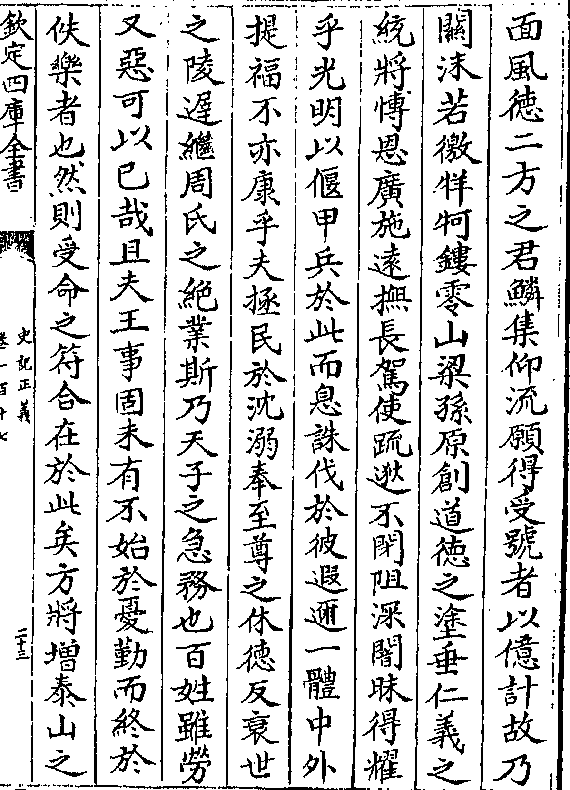 面風徳二方之君鱗集仰流願得受號者以億計故乃
關沫若徼牂牁鏤零山梁孫原創道徳之塗垂仁義之
統將愽恩廣施逺撫長駕使疏逖不閉阻深闇昧得耀
乎光明以偃甲兵於此而息誅伐於彼遐邇一體中外
提福不亦康乎夫拯民於沈溺奉至尊之休徳反衰世
之陵遲繼周氏之絶業斯乃天子之急務也百姓雖勞
又惡可以已哉且夫王事固未有不始於憂勤而終於
佚樂者也然則受命之符合在於此矣方將增泰山之
欽定四庫全書
史記正義
卷一百十七
二十三